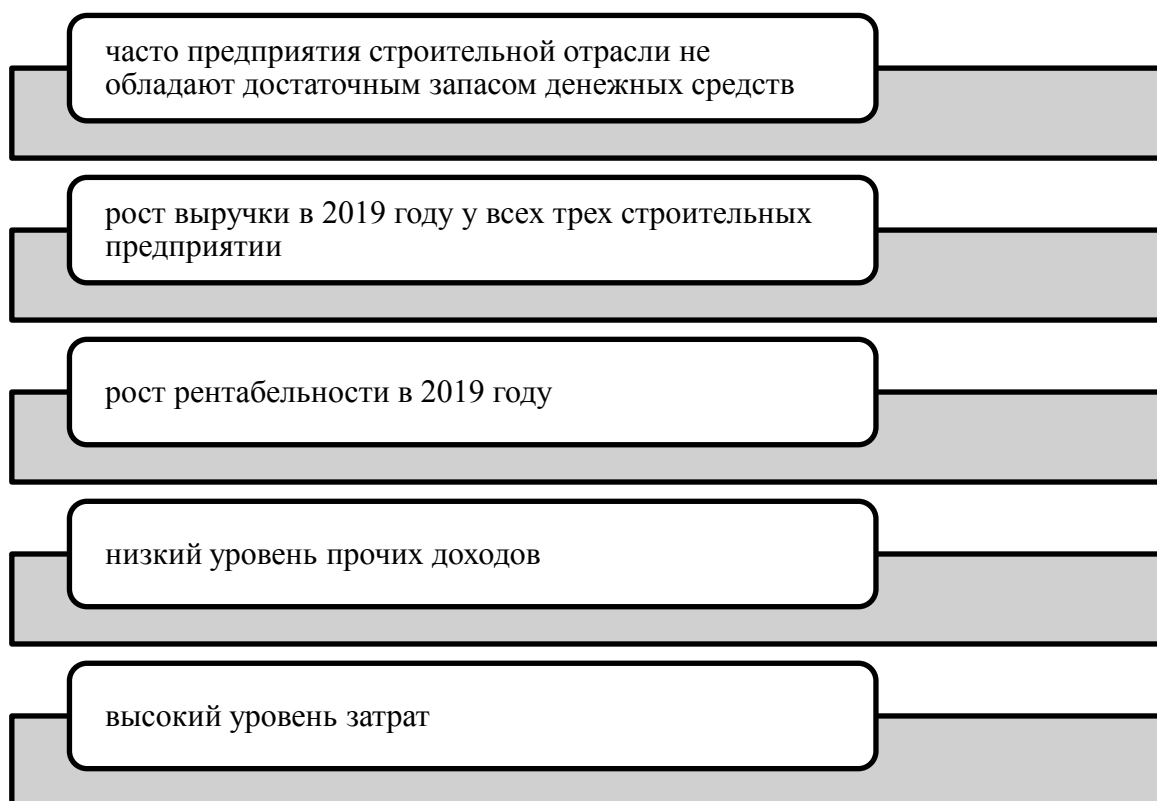 часто предприятия строительной отрасли не
обладают достаточным запасом денежных средств
рост выручки в 2019 году у всех трех строительных
предприятии
рост рентабельности в 2019 году
низкий уровень прочих доходов
высокий уровень затрат